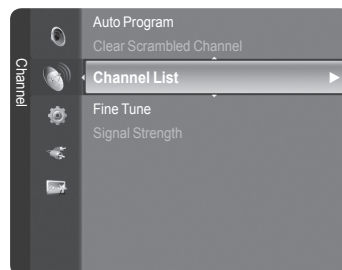 Channel
Auto Program
Clear Scrambled Channel
Channel List
Fine Tune
Signal Strength